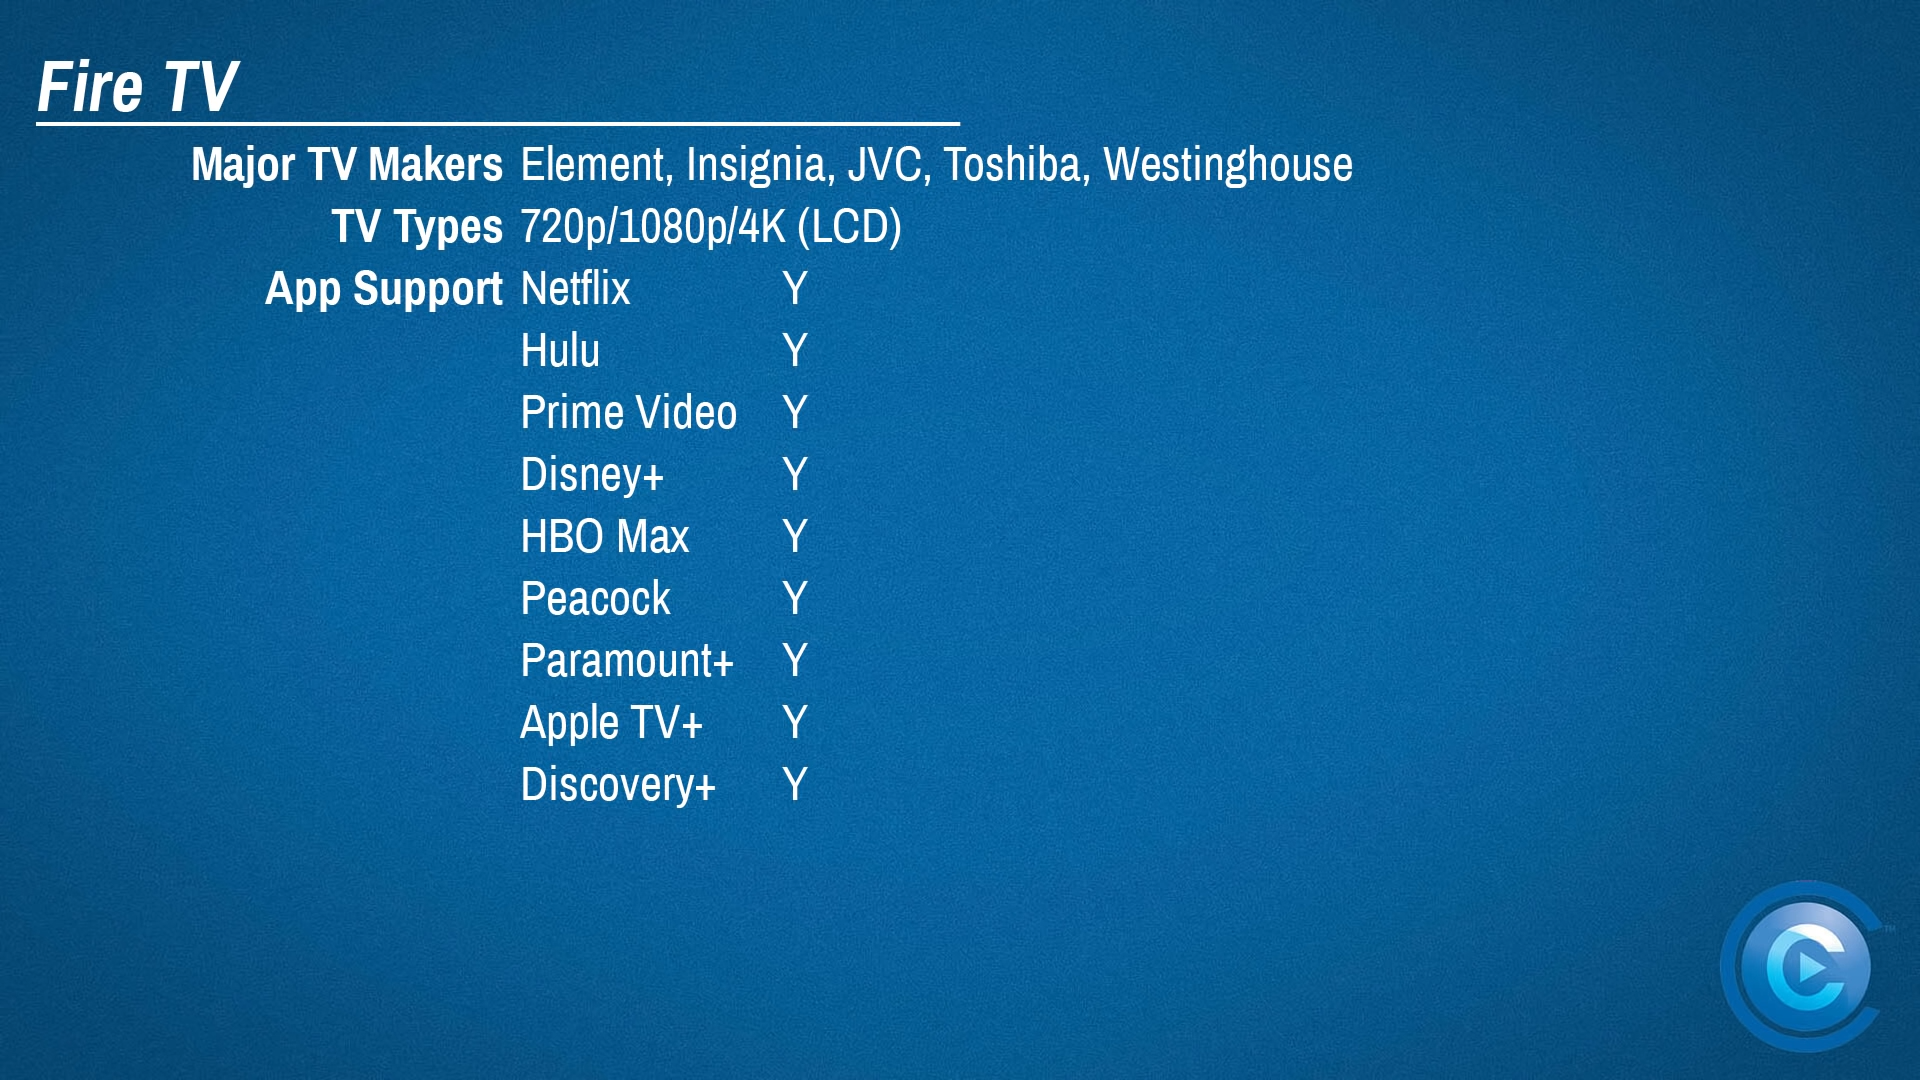 Fire TV
Major TV Makers Element, Insignia, JVC, Toshiba, Westinghouse
TV Types 720p/1080p/4K (LCD)
App Support Netflix Y
Hulu Y
Prime Video Y
Disney+ Y
HBO Max Y
Peacock Y
Paramount+ Y
Apple TV+ Y
Discovery+ Y
TM